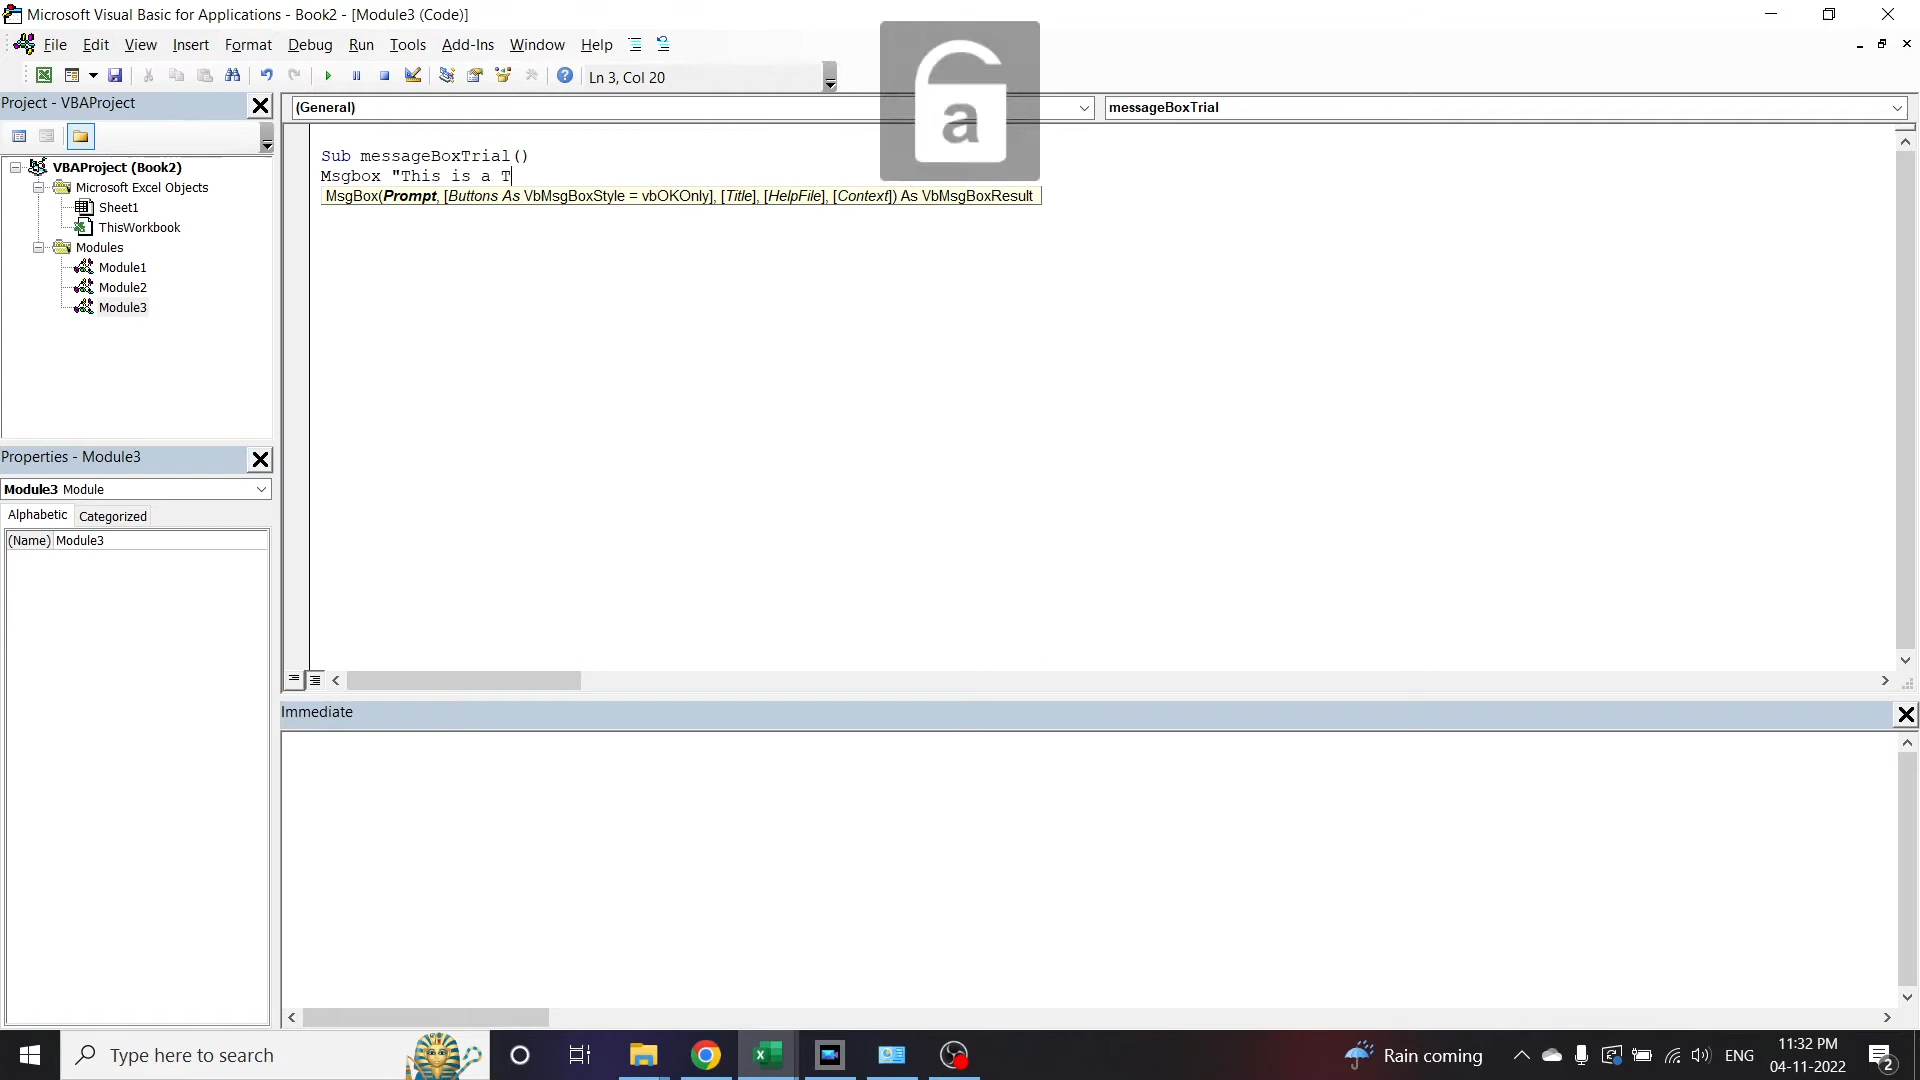 Microsoft Visual Basic for Applications - Book2 - [Module3 (Code)]
File Edit View Insert Format Debug Run Tools Add-Ins Window Help
Ln 3, Col 20
Project - VBAProject
(General)
messageBoxTrial
VBAProject (Book2)
Microsoft Excel Objects
Sheet1
ThisWorkbook
Modules
Module1
Module2
Module3
Sub messageBoxTrial()
Msgbox "This is a T
MsgBox(Prompt, [Buttons As VbMsgBoxStyle = vbOKOnly], [Title], [HelpFile], [Context]) As VbMsgBoxResult
a
Properties - Module3
Module3 Module
Alphabetic Categorized
(Name) Module3
Immediate
Type here to search
Rain coming
ENG
11:32 PM
04-11-2022
2